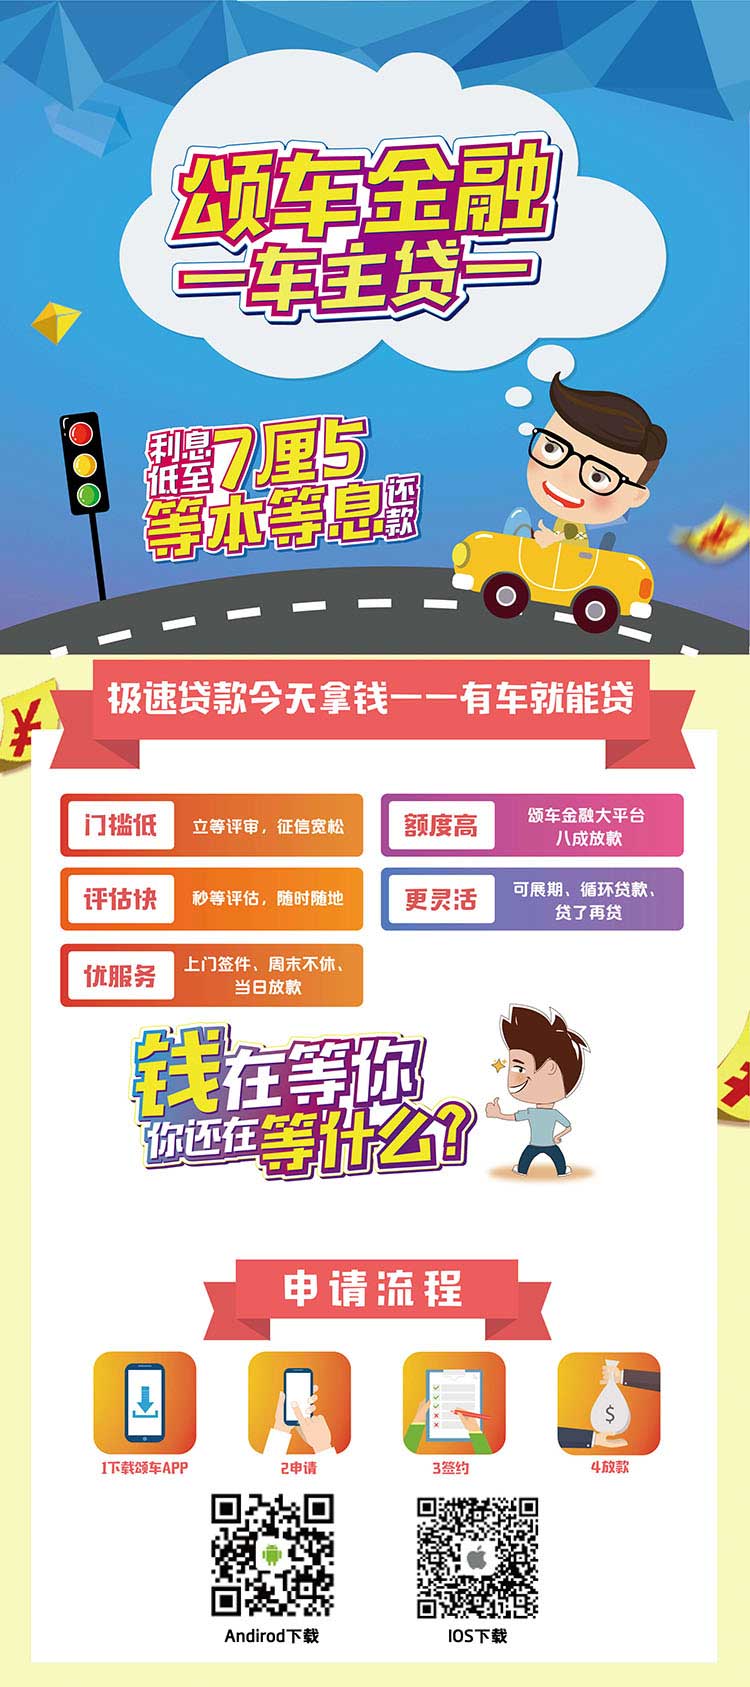 颂车金融
一车主贷一
利息
低至7厘5
等本等息还款
极速贷款今天拿钱一一有车就能贷
门槛低
立等评审，征信宽松
额度高
颂车金融大平台
八成放款
评估快
秒等评估，随时随地
更灵活
可展期、循环贷款、
贷了再贷
优服务
上门签件、周末不休、
当日放款
钱在等你
你还在等什么?
申请流程
1下载颂车APP
2申请
3签约
4放款
Andirod下载
IOS下载